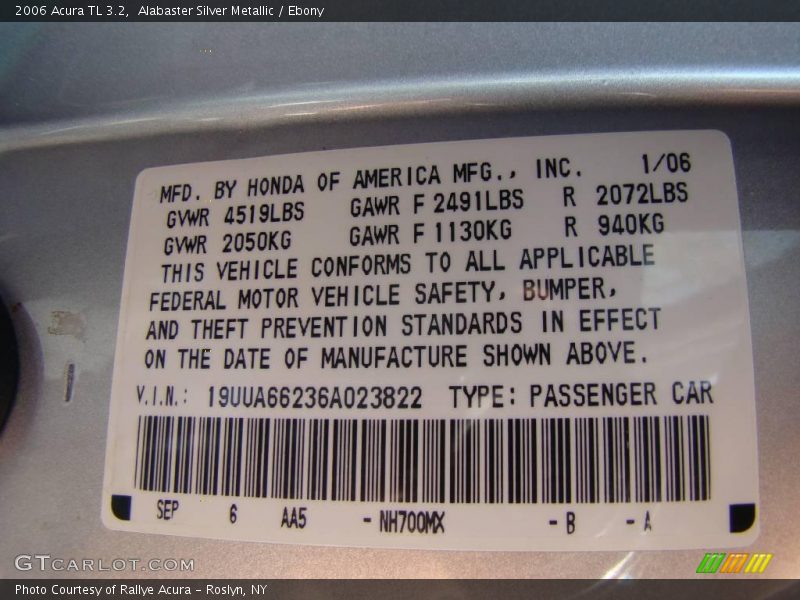 2006 Acura TL 3.2, Alabaster Silver Metallic / Ebony
MFD. BY HONDA OF AMERICA MFG., INC. 1/06
GVWR 4519LBS GAWR F 2491LBS R 2072LBS
GVWR 2050KG GAWR F 1130KG R 940KG
THIS VEHICLE CONFORMS TO ALL APPLICABLE
FEDERAL MOTOR VEHICLE SAFETY, BUMPER,
AND THEFT PREVENTION STANDARDS IN EFFECT
ON THE DATE OF MANUFACTURE SHOWN ABOVE.
V.I.N.: 19UUA66236A023822 TYPE: PASSENGER CAR
SEP 6 AA5 - NH700MX - B - A
GTCARLOT.COM
Photo Courtesy of Rallye Acura - Roslyn, NY